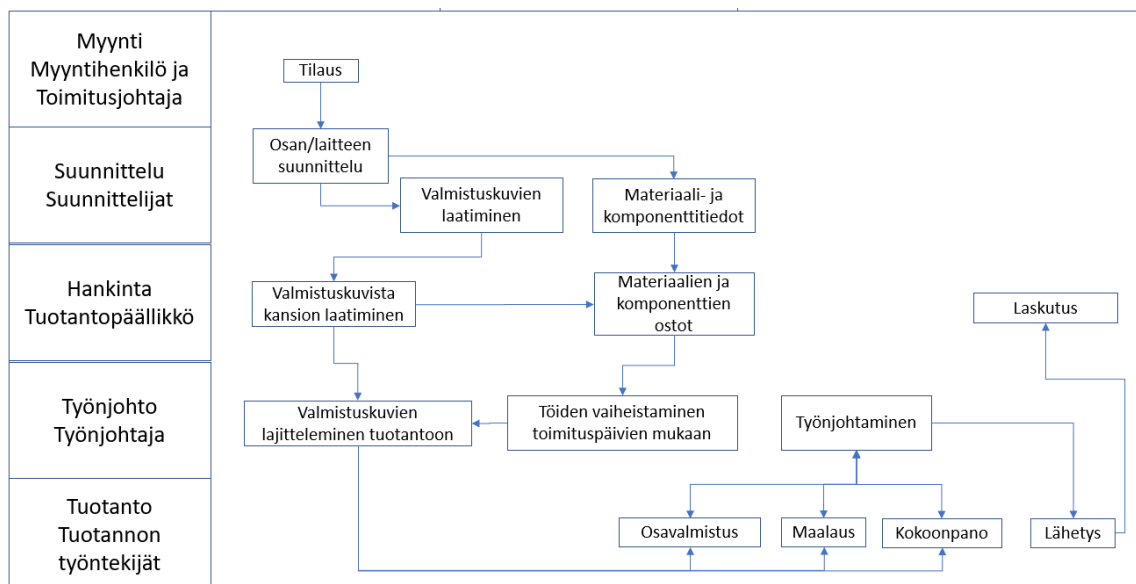 Myynti
Myyntihenkilö ja
Toimitusjohtaja
Tilaus
Suunnittelu
Suunnittelijat
Osan/laitteen
suunnittelu
Valmistuskuvien
laatiminen
Materiaali- ja
komponenttitiedot
Hankinta
Tuotantopäällikkö
Valmistuskuvista
kansion laatiminen
Materiaalien ja
komponenttien
ostot
Laskutus
Työnjohto
Työnjohtaja
Valmistuskuvien
lajitteleminen tuotantoon
Töiden vaiheistaminen
toimituspäivien mukaan
Työnjohtaminen
Tuotanto
Tuotannon
työntekijät
Osavalmistus
Maalaus
Kokoonpano
Lähetys